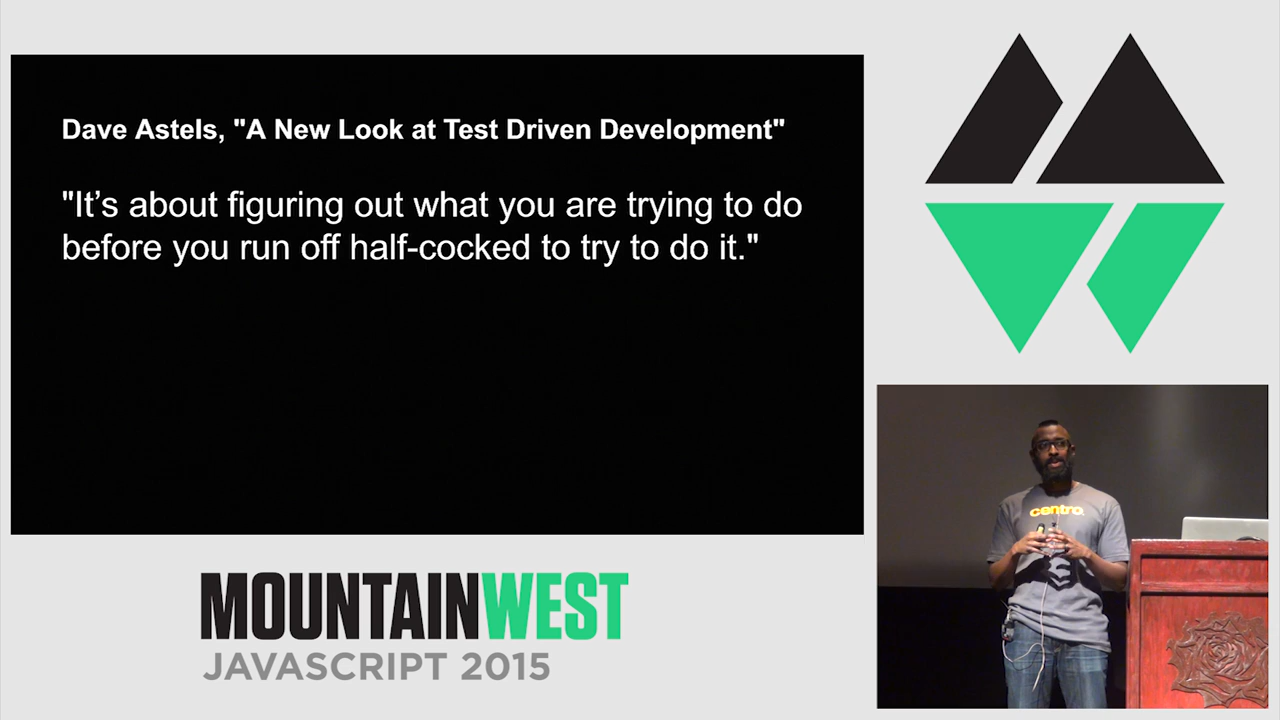 Dave Astels, "A New Look at Test Driven Development"
"It’s about figuring out what you are trying to do
before you run off half-cocked to try to do it."
centro.
MOUNTAINWEST
JAVASCRIPT 2015